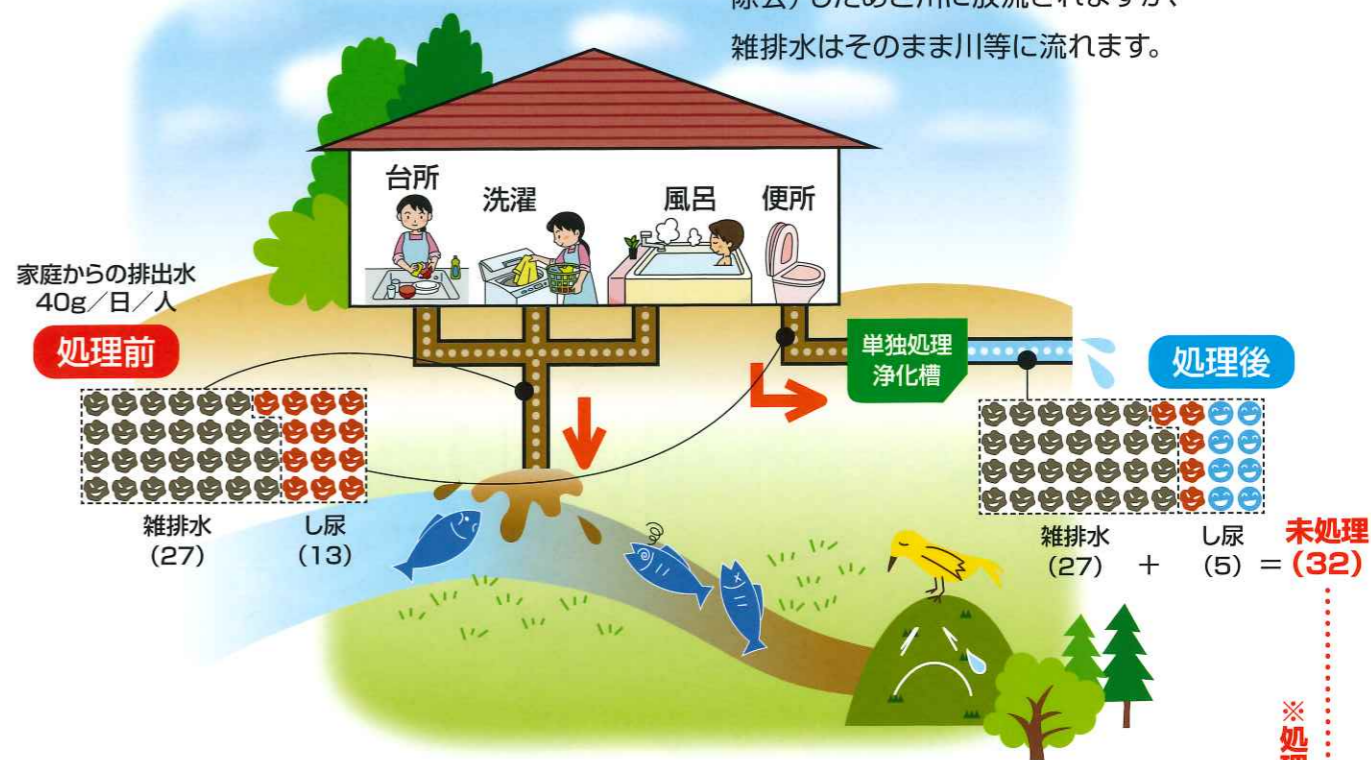 雑排水はそのまま川等に流れます。
台所
洗濯
風呂
便所
家庭からの排出水
40g／日／人
処理前
単独処理
浄化槽
処理後
雑排水
(27)
し尿
(13)
雑排水
(27)
+
し尿
(5)
=
未処理
(32)
※処理